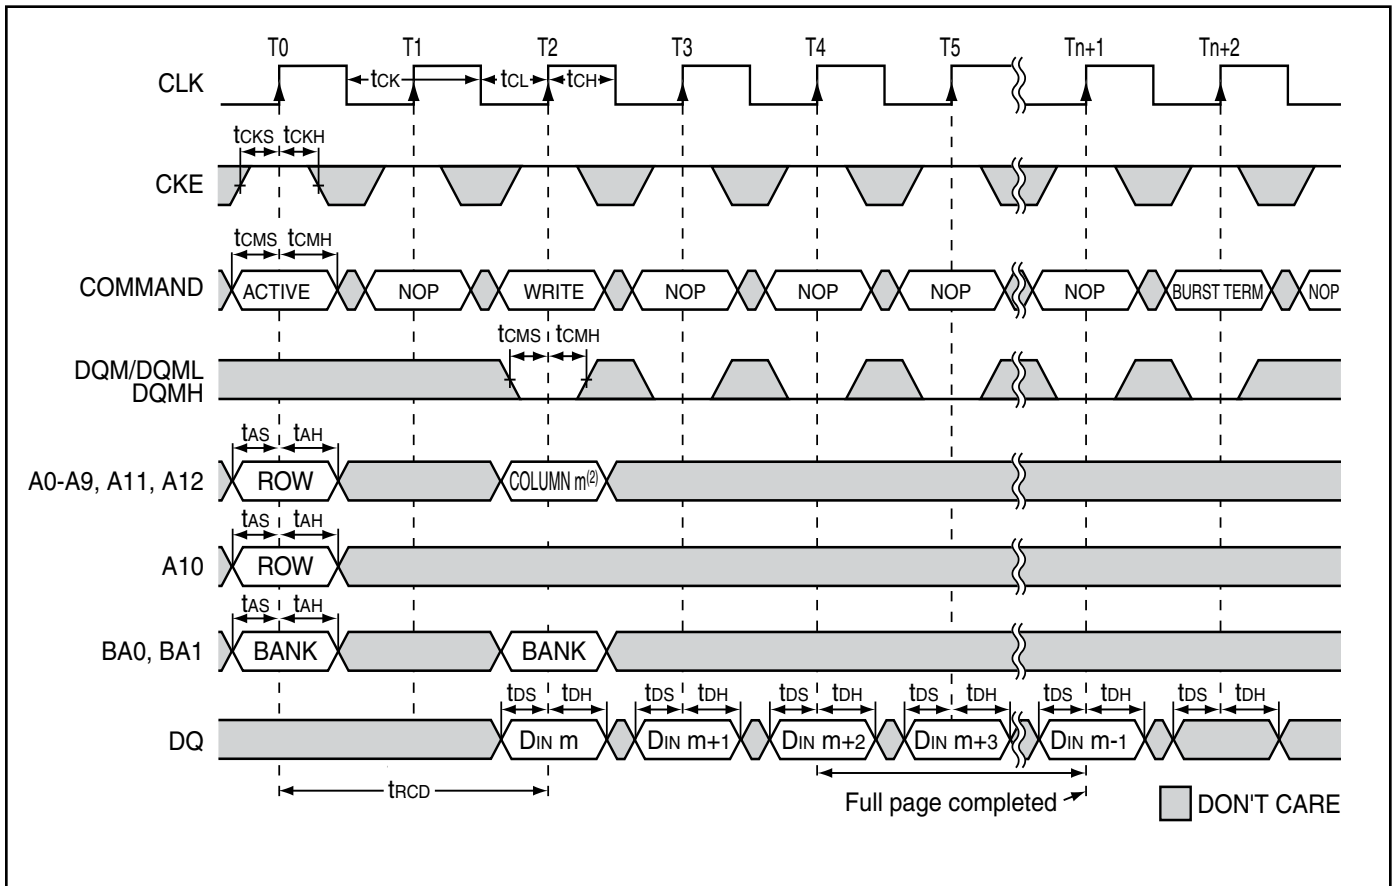 T0 T1 T2 T3 T4 T5 Tn+1 Tn+2
CLK tCK tCL tCH
tCKS tCKH
CKE
tCMS tCMH
COMMAND ACTIVE NOP WRITE NOP NOP NOP NOP BURST TERM NOP
tCMS tCMH
DQM/DQML
DQMH
tAS tAH
A0-A9, A11, A12 ROW COLUMN m(2)
tAS tAH
A10 ROW
tAS tAH
BA0, BA1 BANK BANK
tDS tDH tDS tDH tDS tDH tDS tDH tDS tDH tDS tDH
DQ DIN m DIN m+1 DIN m+2 DIN m+3 DIN m-1
tRCD
Full page completed DON'T CARE